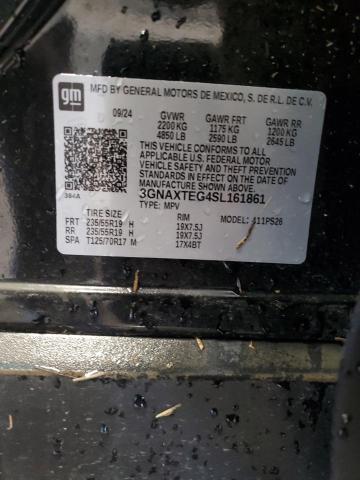 gm
MFD BY GENERAL MOTORS DE MEXICO, S. DE R.L. DE C.V.
09/24 GVWR GAWR FRT GAWR RR
2200 KG 1175 KG 1200 KG
4850 LB 2590 LB 2645 LB
THIS VEHICLE CONFORMS TO ALL
APPLICABLE U.S. FEDERAL MOTOR
VEHICLE SAFETY AND THEFT
PREVENTION STANDARDS IN EFFECT
ON THE DATE OF MANUFACTURE
SHOWN ABOVE.
384A
3GNAXTEG4SL161861
TYPE: MPV MODEL: 411PS26
TIRE SIZE RIM
FRT 235/55R19 H 19X7.5J
RR 235/55R19 H 19X7.5J
SPA T125/70R17 M 17X4BT